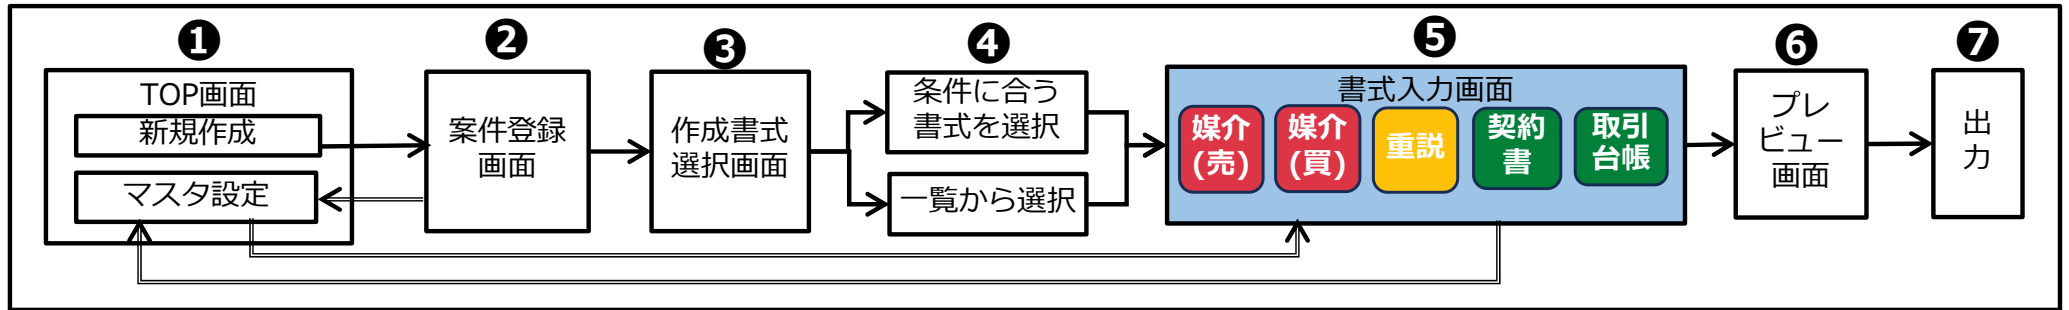 ❶
TOP画面
新規作成
マスタ設定
❷
案件登録
画面
❸
作成書式
選択画面
❹
条件に合う
書式を選択
一覧から選択
❺
書式入力画面
媒介
(売)
媒介
(買)
重説
契約
書
取引
台帳
❻
プレ
ビュー
画面
❼
出
力